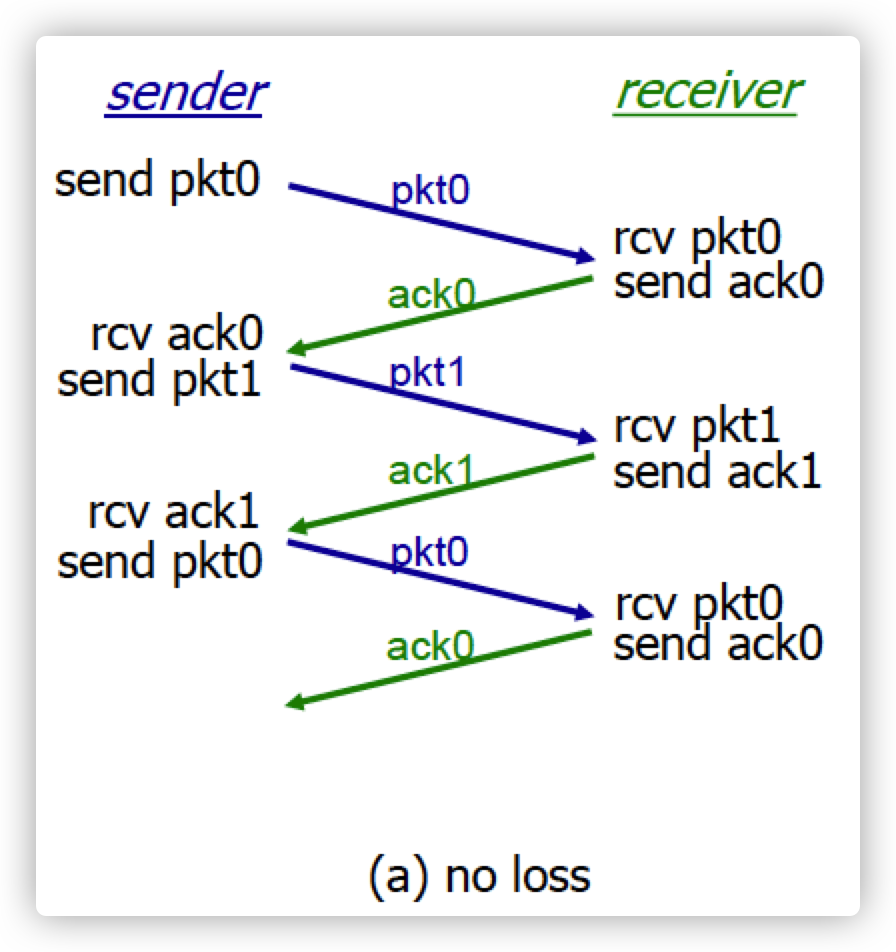 sender
receiver
send pkt0
pkt0
rcv pkt0
send ack0
ack0
rcv ack0
send pkt1
pkt1
rcv pkt1
send ack1
ack1
rcv ack1
send pkt0
pkt0
rcv pkt0
send ack0
ack0
(a) no loss